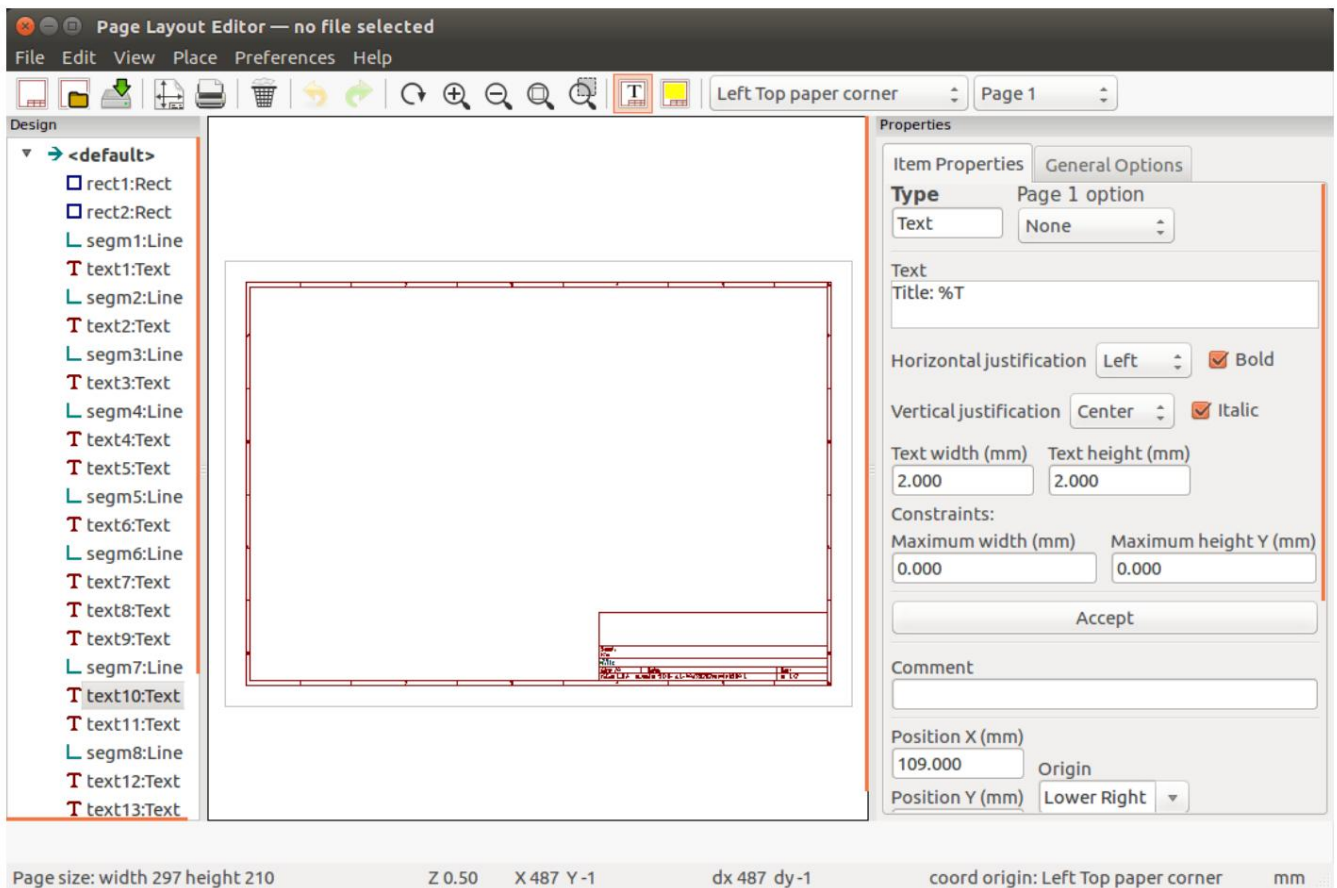 Page Layout Editor — no file selected
File Edit View Place Preferences Help
T Left Top paper corner Page 1
Design
<default>
rect1:Rect
rect2:Rect
segm1:Line
T text1:Text
segm2:Line
T text2:Text
segm3:Line
T text3:Text
segm4:Line
T text4:Text
T text5:Text
segm5:Line
T text6:Text
segm6:Line
T text7:Text
T text8:Text
T text9:Text
segm7:Line
T text10:Text
T text11:Text
segm8:Line
T text12:Text
T text13:Text
Properties
Item Properties General Options
Type Page 1 option
Text None
Text
Title: %T
Horizontal justification Left Bold
Vertical justification Center Italic
Text width (mm) Text height (mm)
2.000 2.000
Constraints:
Maximum width (mm) Maximum height Y (mm)
0.000 0.000
Accept
Comment
Position X (mm)
109.000 Origin
Position Y (mm) Lower Right
Page size: width 297 height 210 Z 0.50 X 487 Y -1 dx 487 dy -1 coord origin: Left Top paper corner mm